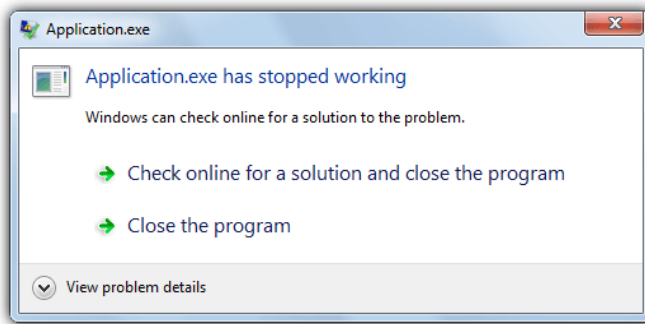 Application.exe
Application.exe has stopped working
Windows can check online for a solution to the problem.
Check online for a solution and close the program
Close the program
View problem details